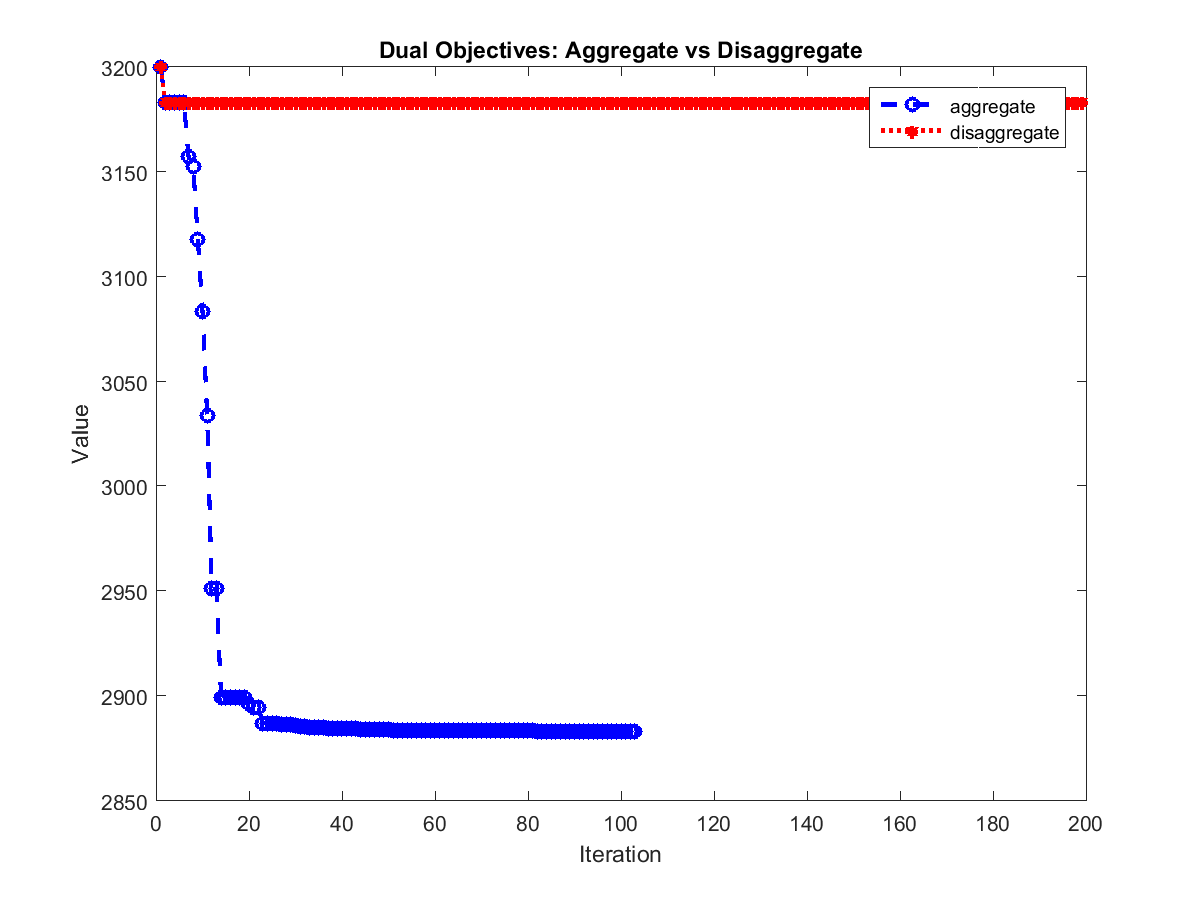 Dual Objectives: Aggregate vs Disaggregate
3200
3150
3100
3050
3000
2950
2900
2850
Value
aggregate
disaggregate
0 20 40 60 80 100 120 140 160 180 200
Iteration